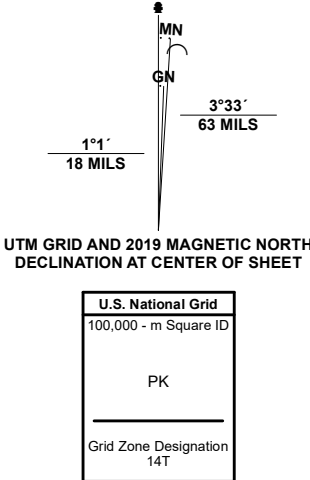 MN
GN
3°33´
63 MILS
1°1´
18 MILS
UTM GRID AND 2019 MAGNETIC NORTH
DECLINATION AT CENTER OF SHEET
U.S. National Grid
100,000 - m Square ID
PK
Grid Zone Designation
14T